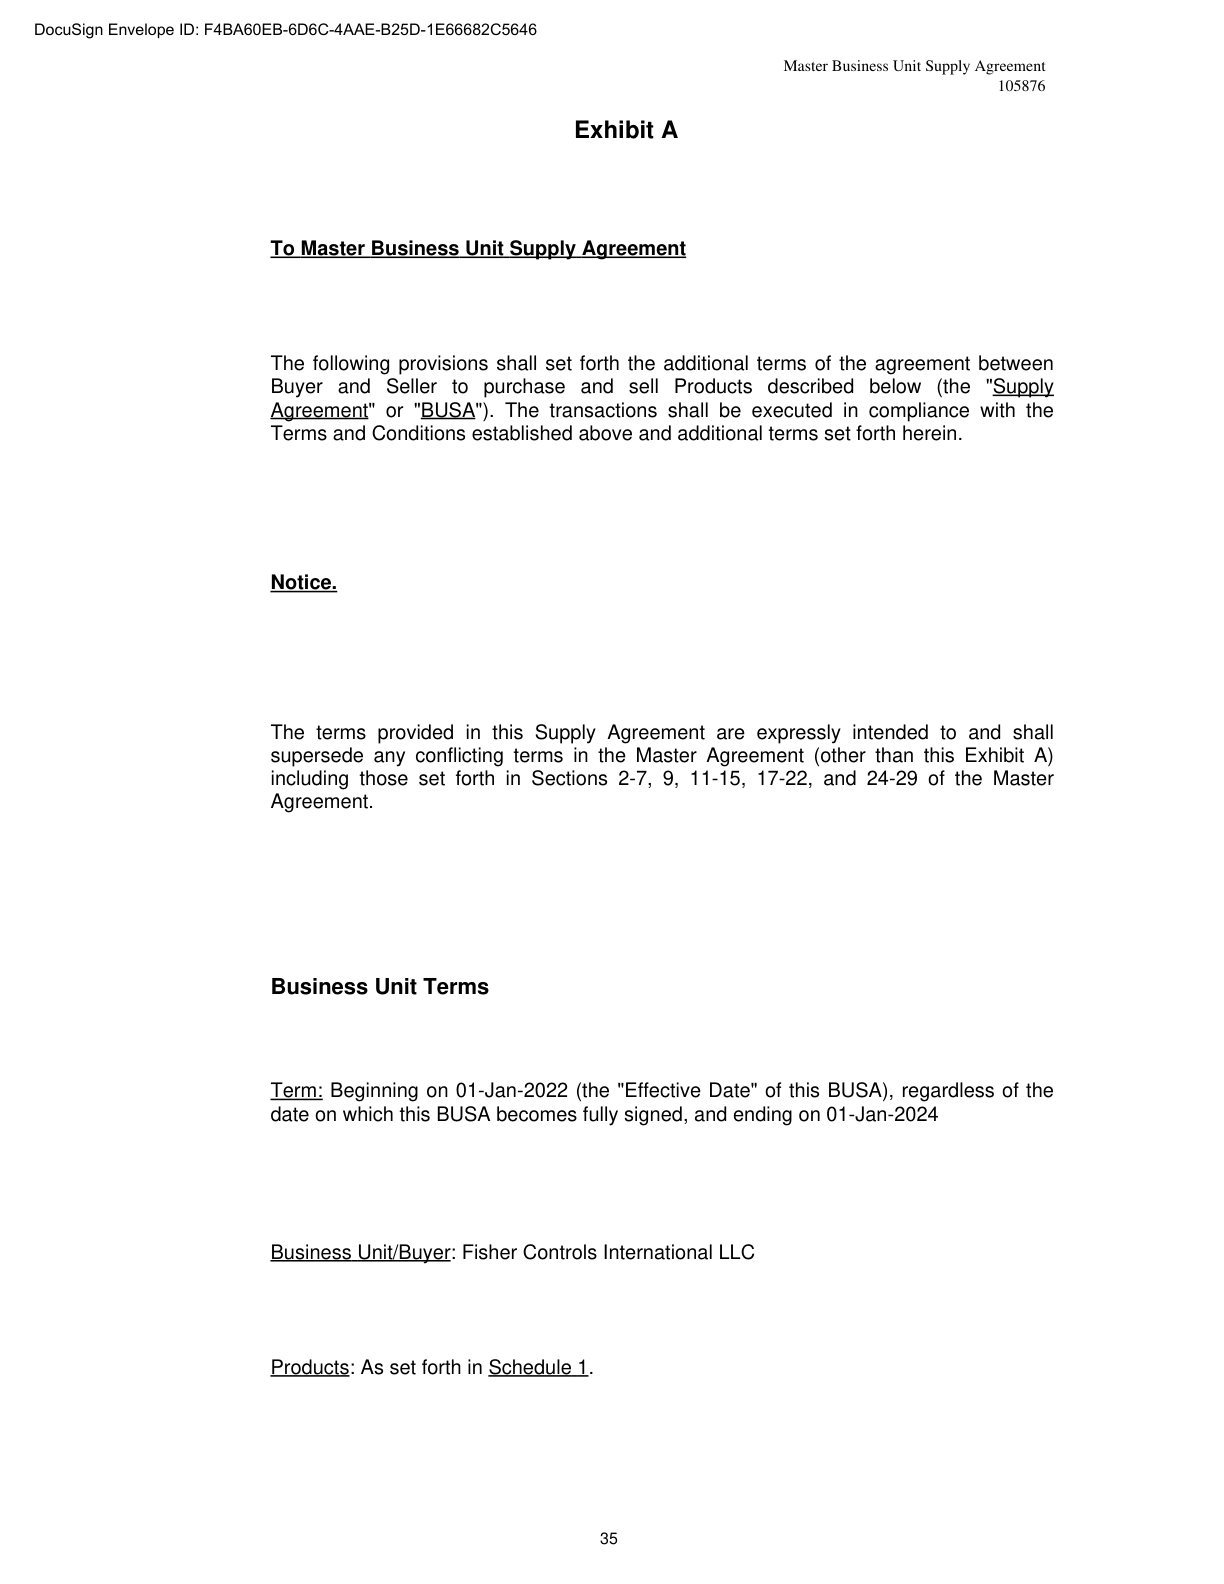 DocuSign Envelope ID: F4BA60EB-6D6C-4AAE-B25D-1E66682C5646
Master Business Unit Supply Agreement
105876
Exhibit A
To Master Business Unit Supply Agreement
The following provisions shall set forth the additional terms of the agreement between
Buyer and Seller to purchase and sell Products described below (the "Supply
Agreement" or "BUSA"). The transactions shall be executed in compliance with the
Terms and Conditions established above and additional terms set forth herein.
Notice.
The terms provided in this Supply Agreement are expressly intended to and shall
supersede any conflicting terms in the Master Agreement (other than this Exhibit A)
including those set forth in Sections 2-7, 9, 11-15, 17-22, and 24-29 of the Master
Agreement.
Business Unit Terms
Term: Beginning on 01-Jan-2022 (the "Effective Date" of this BUSA), regardless of the
date on which this BUSA becomes fully signed, and ending on 01-Jan-2024
Business Unit/Buyer: Fisher Controls International LLC
Products: As set forth in Schedule 1.
35